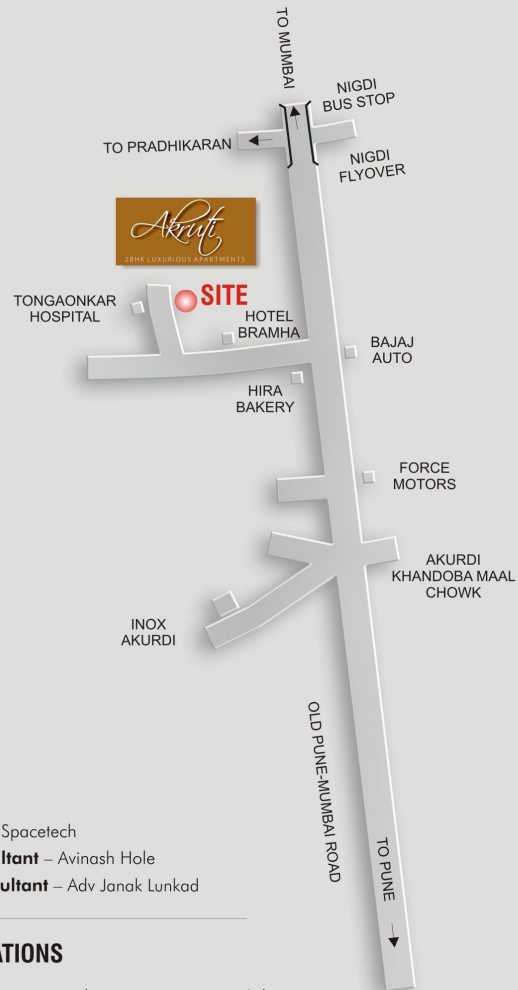 TO MUMBAI
NIGDI
BUS STOP
TO PRADHIKARAN
NIGDI
FLYOVER
Akruti
2BHK LUXURIOUS APARTMENTS
SITE
TONGAONKAR
HOSPITAL
HOTEL
BRAMHA
BAJAJ
AUTO
HIRA
BAKERY
FORCE
MOTORS
AKURDI
KHANDOBA MAAL
CHOWK
INOX
AKURDI
OLD PUNE-MUMBAI ROAD
TO PUNE
Spacetech
ltant – Avinash Hole
ultant – Adv Janak Lunkad
ATIONS